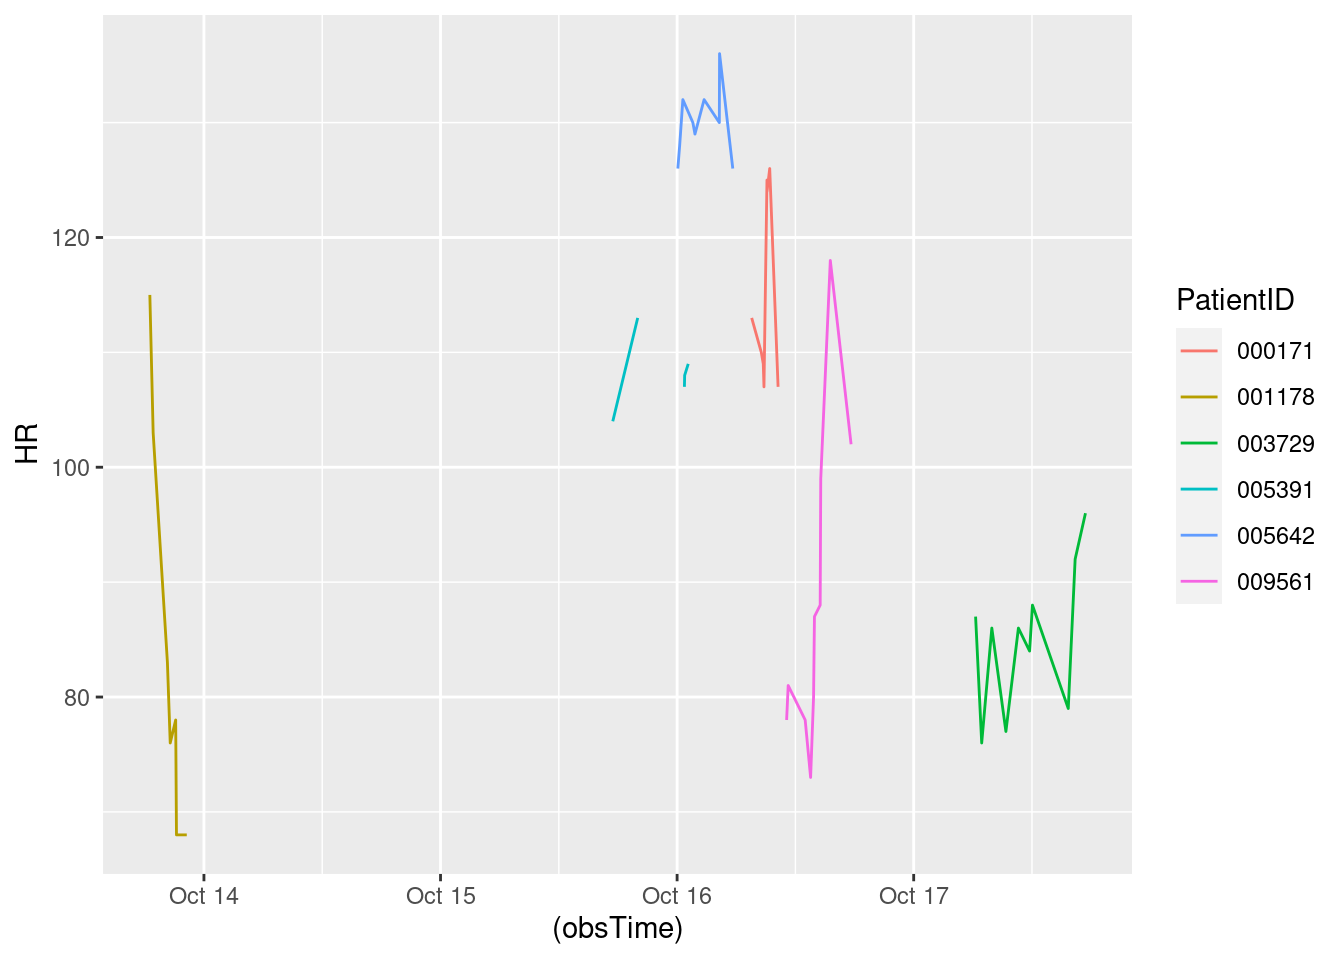 120
100
80
HR
Oct 14
Oct 15
Oct 16
Oct 17
(obsTime)
PatientID
000171
001178
003729
005391
005642
009561